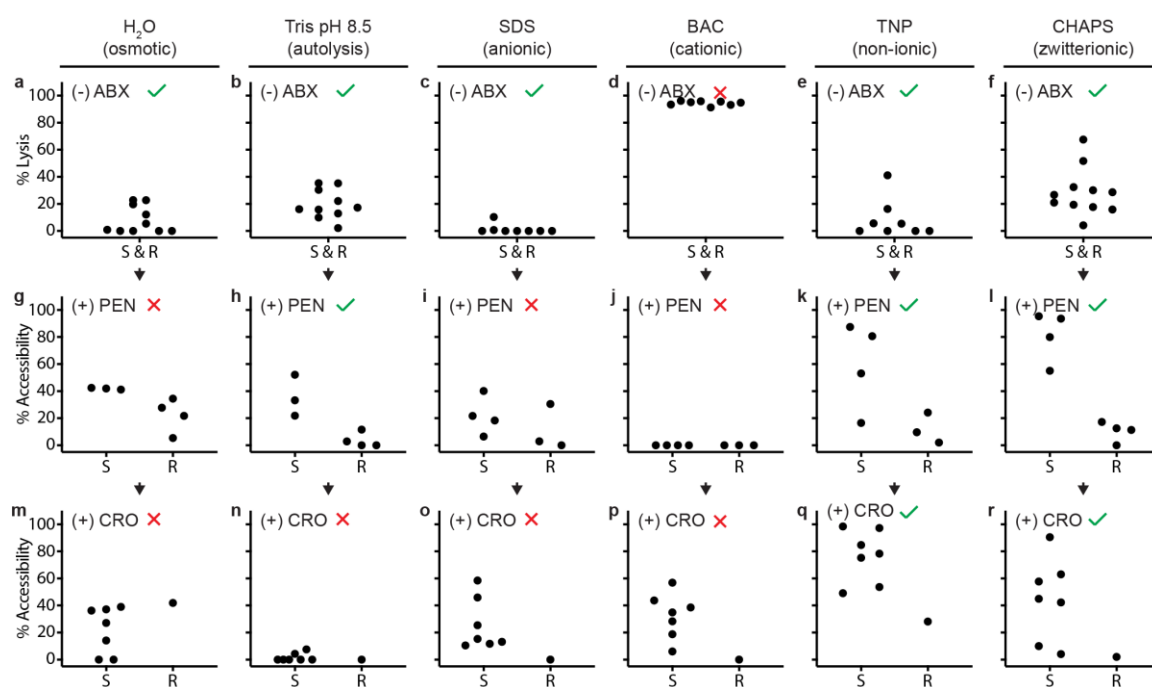 H₂O
(osmotic)
Tris pH 8.5
(autolysis)
SDS
(anionic)
BAC
(cationic)
TNP
(non-ionic)
CHAPS
(zwitterionic)
a (-) ABX ✓
b (-) ABX ✓
c (-) ABX ✓
d (-) ABX ✗
e (-) ABX ✓
f (-) ABX ✓
% Lysis
100
80
60
40
20
0
S & R
S & R
S & R
S & R
S & R
S & R
g (+) PEN ✗
h (+) PEN ✓
i (+) PEN ✗
j (+) PEN ✗
k (+) PEN ✓
l (+) PEN ✓
% Accessibility
100
80
60
40
20
0
S R
S R
S R
S R
S R
S R
m (+) CRO ✗
n (+) CRO ✗
o (+) CRO ✗
p (+) CRO ✗
q (+) CRO ✓
r (+) CRO ✓
% Accessibility
100
80
60
40
20
0
S R
S R
S R
S R
S R
S R